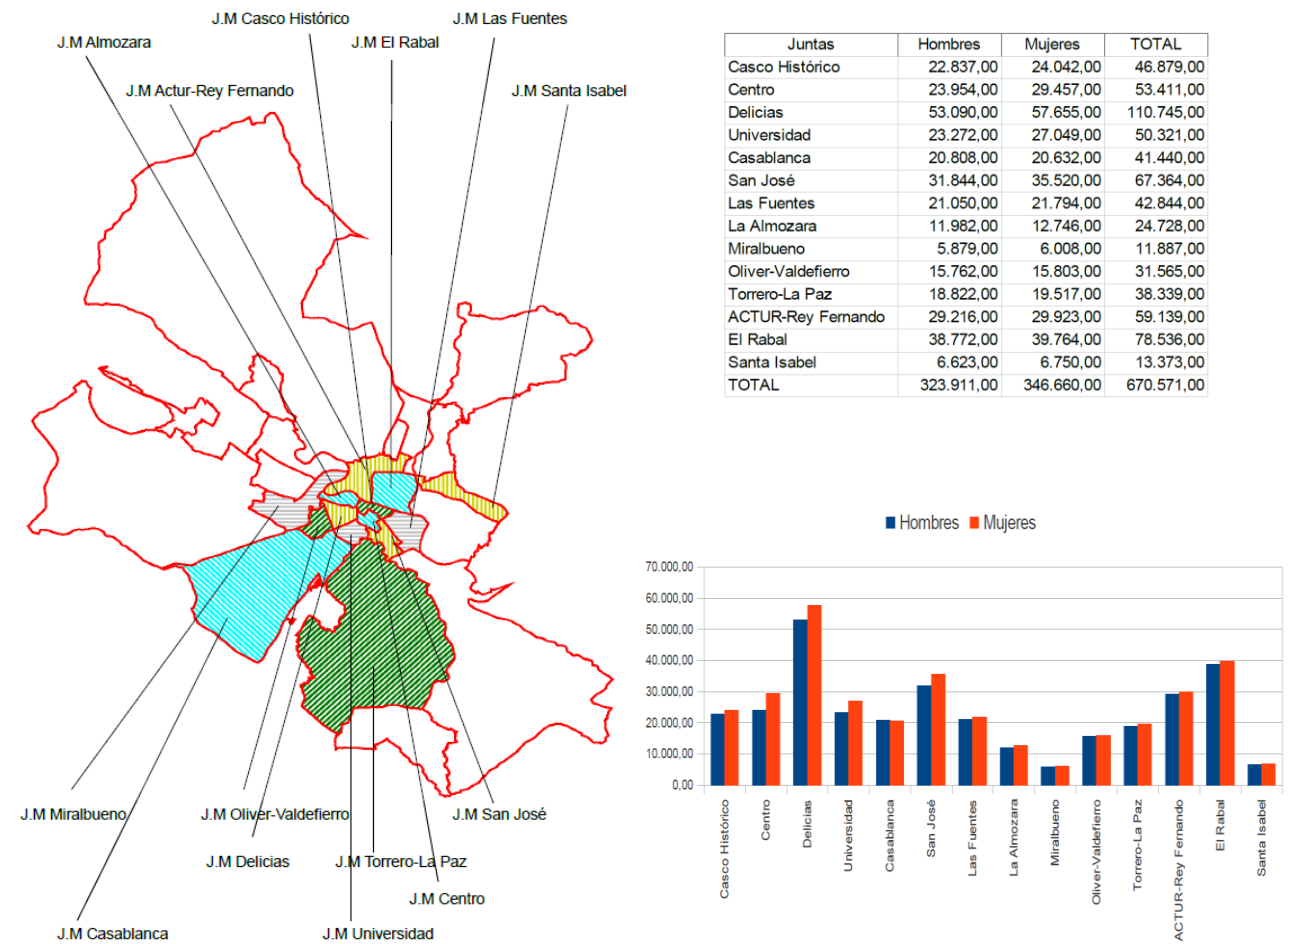 J.M Casco Histórico
J.M Las Fuentes
J.M Almozara
J.M El Rabal
J.M Actur-Rey Fernando
J.M Santa Isabel
J.M Miralbueno
J.M Oliver-Valdefierro
J.M San José
J.M Delicias
J.M Torrero-La Paz
J.M Centro
J.M Casablanca
J.M Universidad
Juntas Hombres Mujeres TOTAL
Casco Histórico 22.837,00 24.042,00 46.879,00
Centro 23.954,00 29.457,00 53.411,00
Delicias 53.090,00 57.655,00 110.745,00
Universidad 23.272,00 27.049,00 50.321,00
Casablanca 20.808,00 20.632,00 41.440,00
San José 31.844,00 35.520,00 67.364,00
Las Fuentes 21.050,00 21.794,00 42.844,00
La Almozara 11.982,00 12.746,00 24.728,00
Miralbueno 5.879,00 6.008,00 11.887,00
Oliver-Valdefierro 15.762,00 15.803,00 31.565,00
Torrero-La Paz 18.822,00 19.517,00 38.339,00
ACTUR-Rey Fernando 29.216,00 29.923,00 59.139,00
El Rabal 38.772,00 39.764,00 78.536,00
Santa Isabel 6.623,00 6.750,00 13.373,00
TOTAL 323.911,00 346.660,00 670.571,00
Hombres Mujeres
70.000,00
60.000,00
50.000,00
40.000,00
30.000,00
20.000,00
10.000,00
0,00
Casco Histórico
Centro
Delicias
Universidad
Casablanca
San José
Las Fuentes
La Almozara
Miralbueno
Oliver-Valdefierro
Torrero-La Paz
ACTUR-Rey Fernando
El Rabal
Santa Isabel